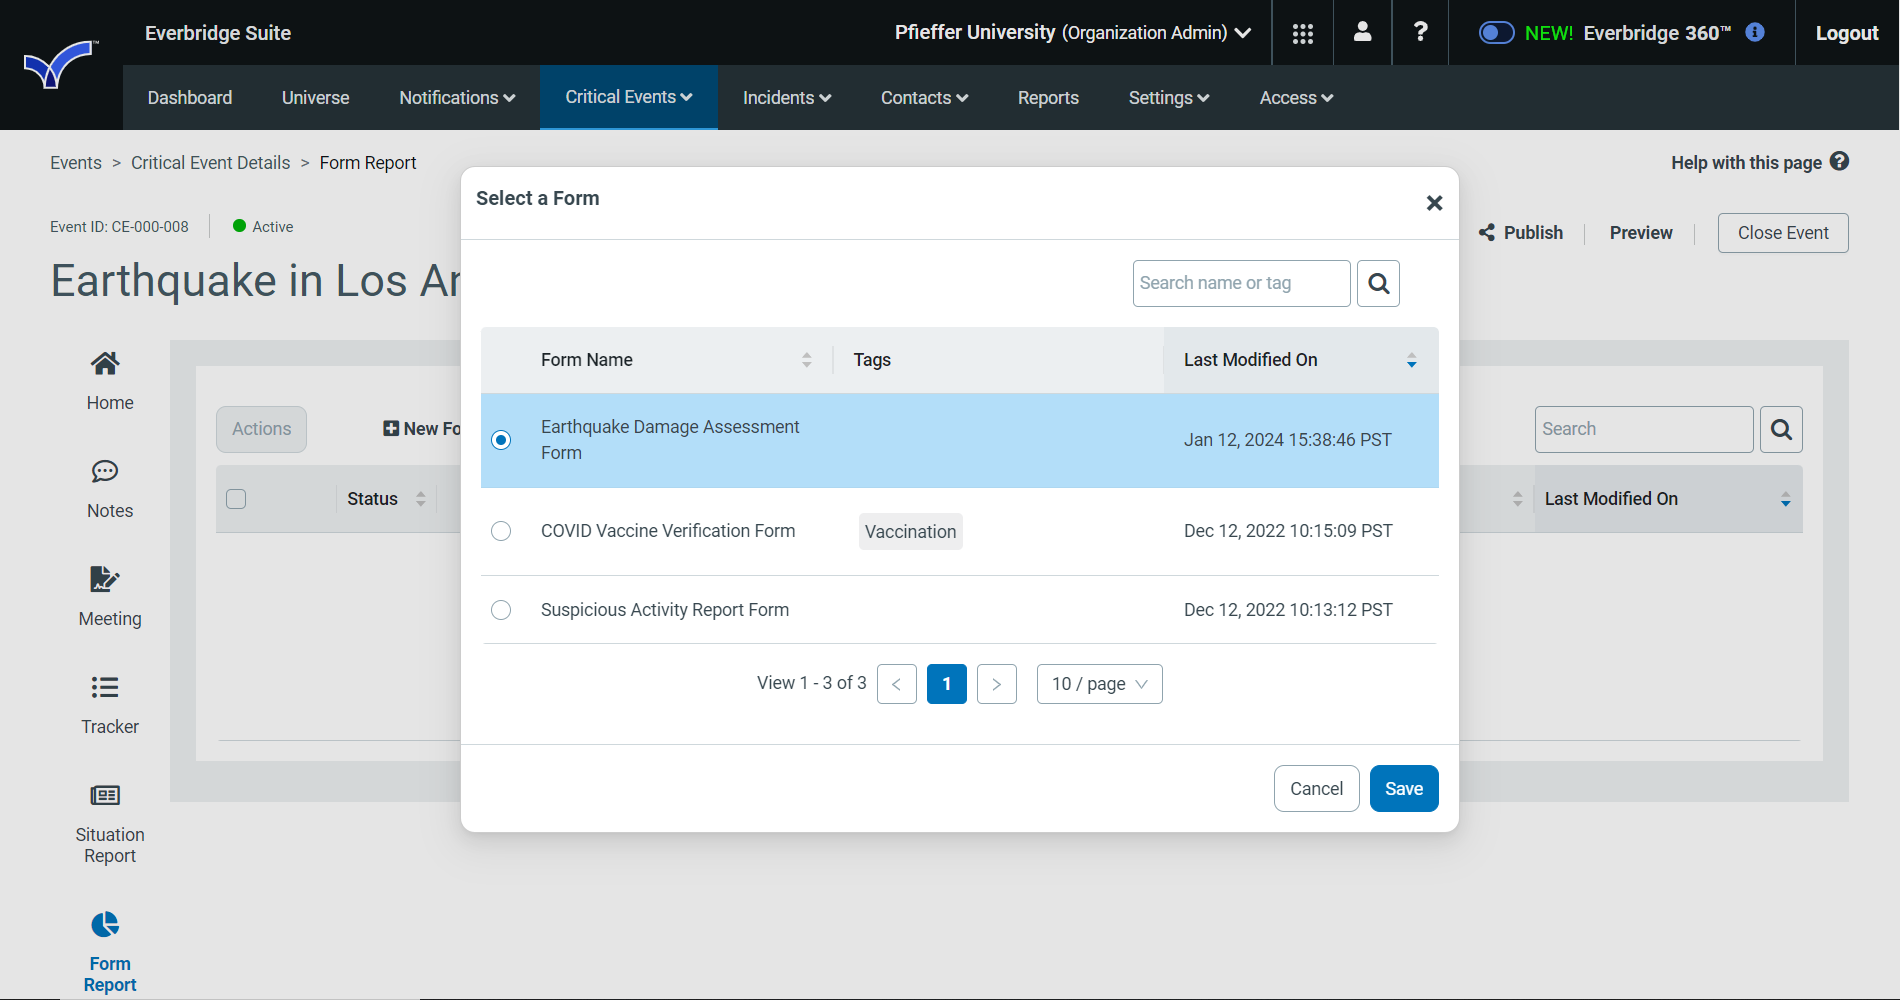 Everbridge Suite
Pfieffer University (Organization Admin)
?
NEW! Everbridge 360™
i
Logout
™
Dashboard
Universe
Notifications
Critical Events
Incidents
Contacts
Reports
Settings
Access
Events > Critical Event Details > Form Report
Help with this page ?
Event ID: CE-000-008
Active
Publish
Preview
Close Event
Earthquake in Los An
Home
Notes
Meeting
Tracker
Situation
Report
Form
Report
Actions
New Fo
Search
Status
Last Modified On
Select a Form
Search name or tag
Form Name
Tags
Last Modified On
Earthquake Damage Assessment
Form
Jan 12, 2024 15:38:46 PST
COVID Vaccine Verification Form
Vaccination
Dec 12, 2022 10:15:09 PST
Suspicious Activity Report Form
Dec 12, 2022 10:13:12 PST
View 1 - 3 of 3
<
1
>
10 / page
Cancel
Save